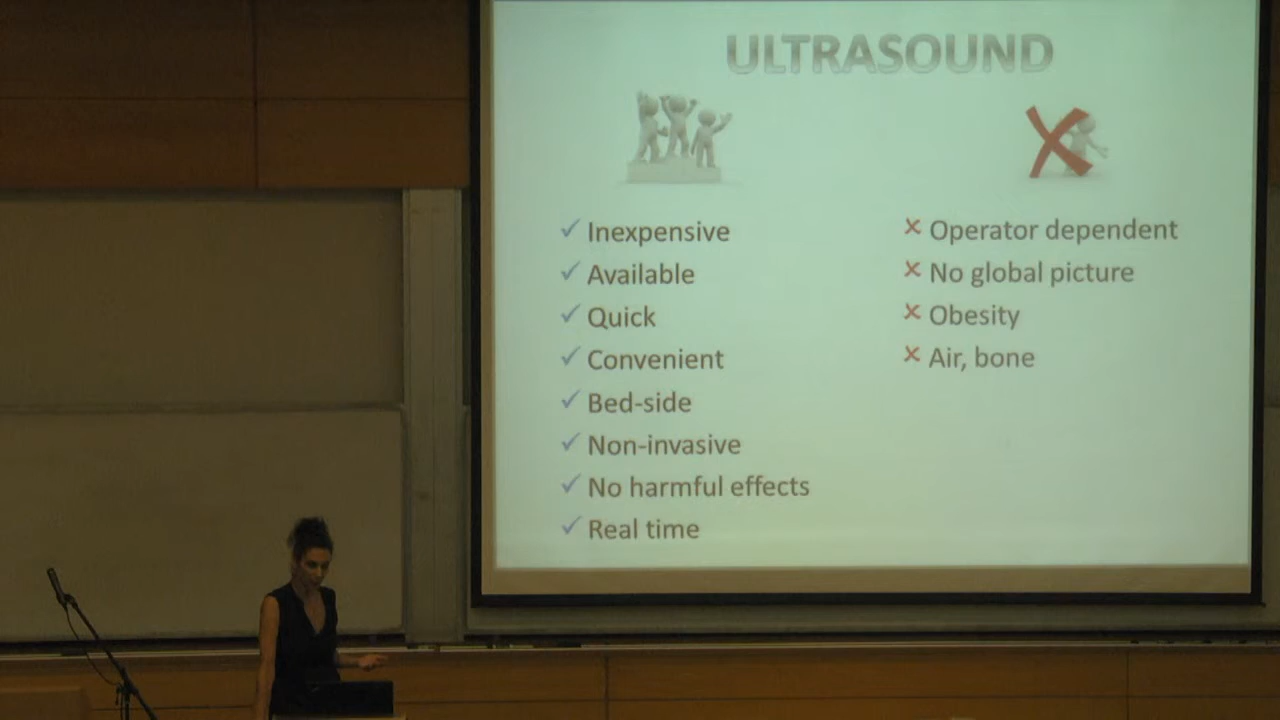 ULTRASOUND
✓ Inexpensive
✓ Available
✓ Quick
✓ Convenient
✓ Bed-side
✓ Non-invasive
✓ No harmful effects
✓ Real time
× Operator dependent
× No global picture
× Obesity
× Air, bone